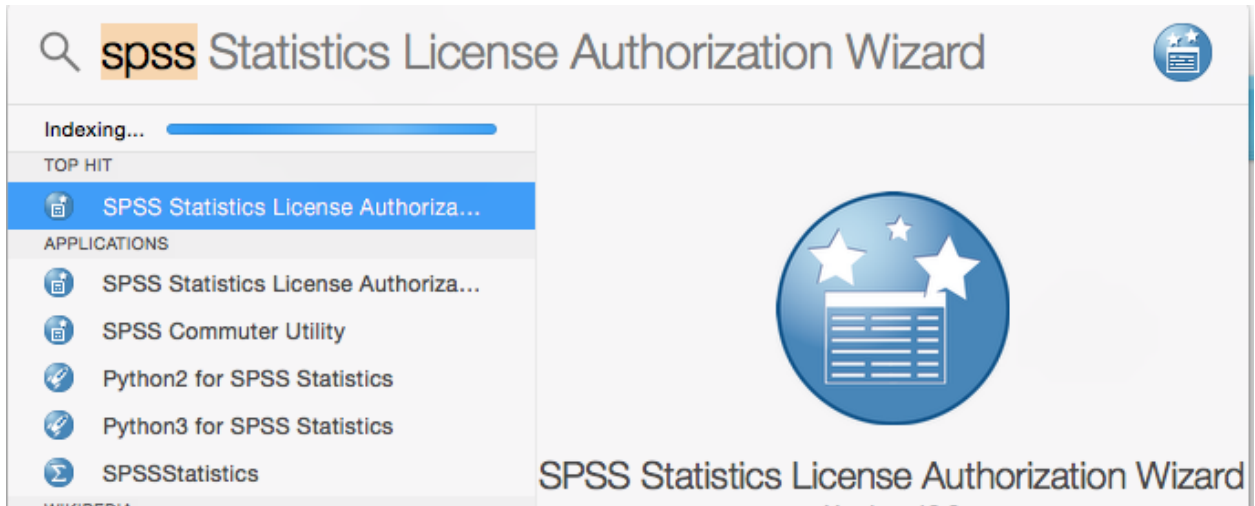 spss Statistics License Authorization Wizard
Indexing...
TOP HIT
SPSS Statistics License Authoriza...
APPLICATIONS
SPSS Statistics License Authoriza...
SPSS Commuter Utility
Python2 for SPSS Statistics
Python3 for SPSS Statistics
SPSSStatistics
WIKIPEDIA
SPSS Statistics License Authorization Wizard